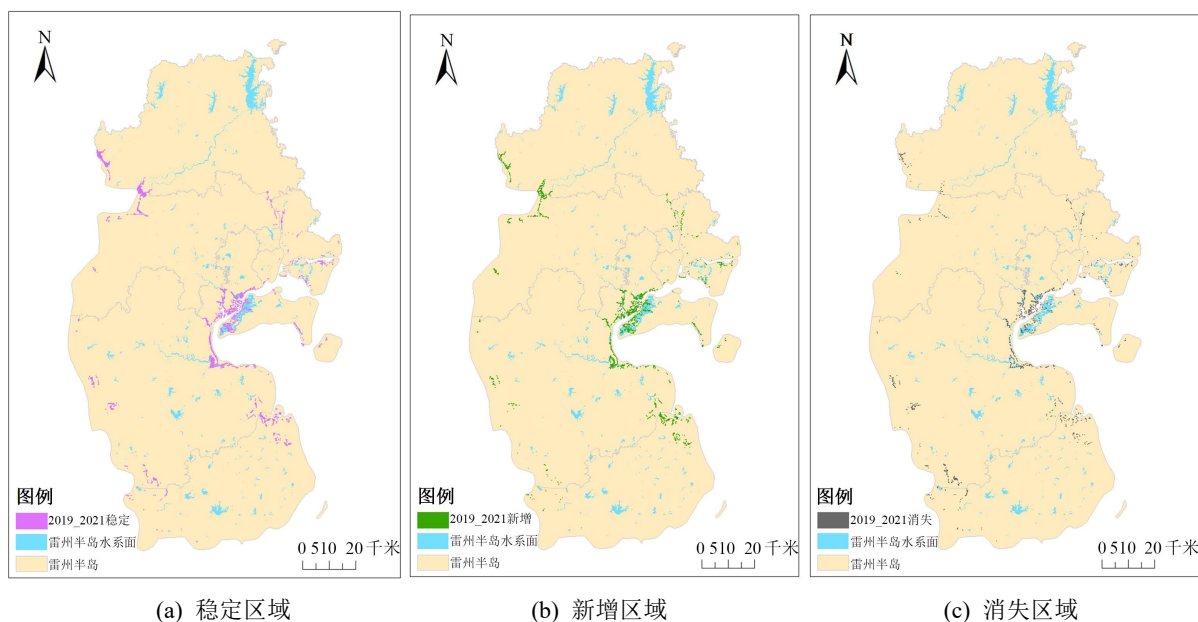 N
图例
2019_2021稳定
雷州半岛水系面
雷州半岛
0 510 20 千米
(a) 稳定区域
N
图例
2019_2021新增
雷州半岛水系面
雷州半岛
0 510 20 千米
(b) 新增区域
N
图例
2019_2021消失
雷州半岛水系面
雷州半岛
0 510 20 千米
(c) 消失区域